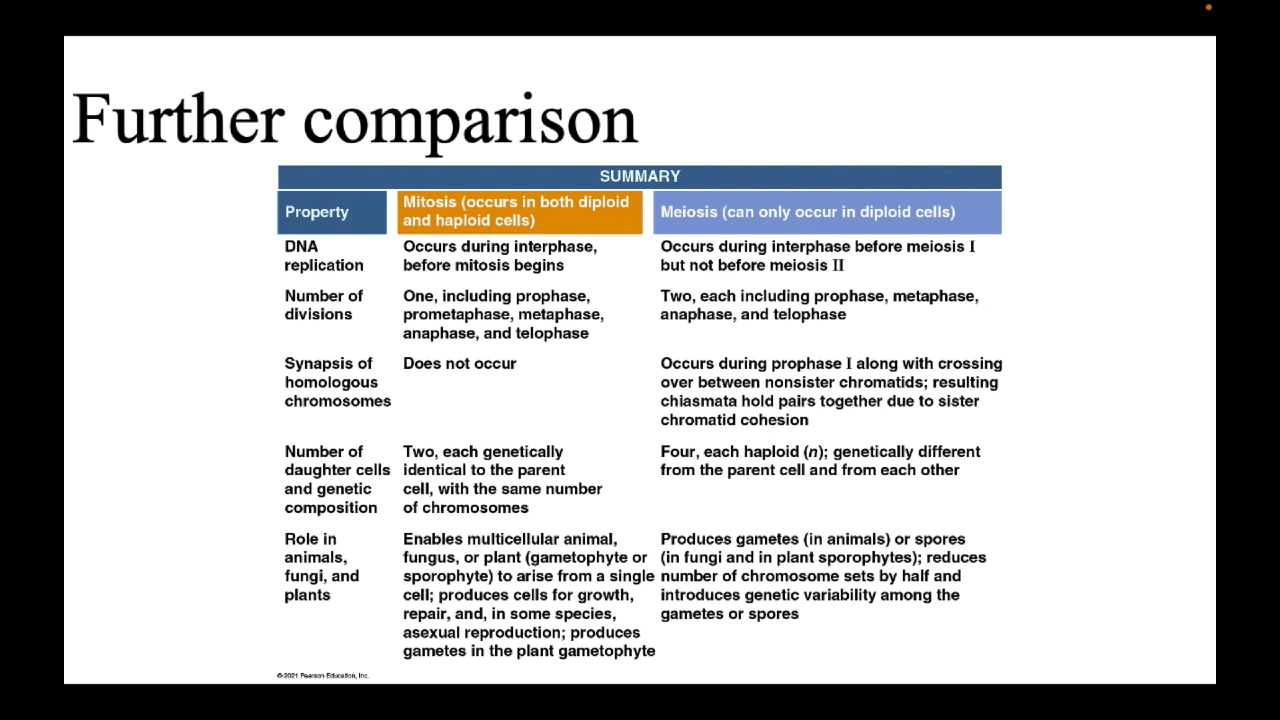 Further comparison
SUMMARY
Property
Mitosis (occurs in both diploid
and haploid cells)
Meiosis (can only occur in diploid cells)
DNA
replication
Occurs during interphase,
before mitosis begins
Occurs during interphase before meiosis I
but not before meiosis II
Number of
divisions
One, including prophase,
prometaphase, metaphase,
anaphase, and telophase
Two, each including prophase, metaphase,
anaphase, and telophase
Synapsis of
homologous
chromosomes
Does not occur
Occurs during prophase I along with crossing
over between nonsister chromatids; resulting
chiasmata hold pairs together due to sister
chromatid cohesion
Number of
daughter cells
and genetic
composition
Two, each genetically
identical to the parent
cell, with the same number
of chromosomes
Four, each haploid (n); genetically different
from the parent cell and from each other
Role in
animals,
fungi, and
plants
Enables multicellular animal,
fungus, or plant (gametophyte or
sporophyte) to arise from a single
cell; produces cells for growth,
repair, and, in some species,
asexual reproduction; produces
gametes in the plant gametophyte
Produces gametes (in animals) or spores
(in fungi and in plant sporophytes); reduces
number of chromosome sets by half and
introduces genetic variability among the
gametes or spores
© 2021 Pearson Education, Inc.